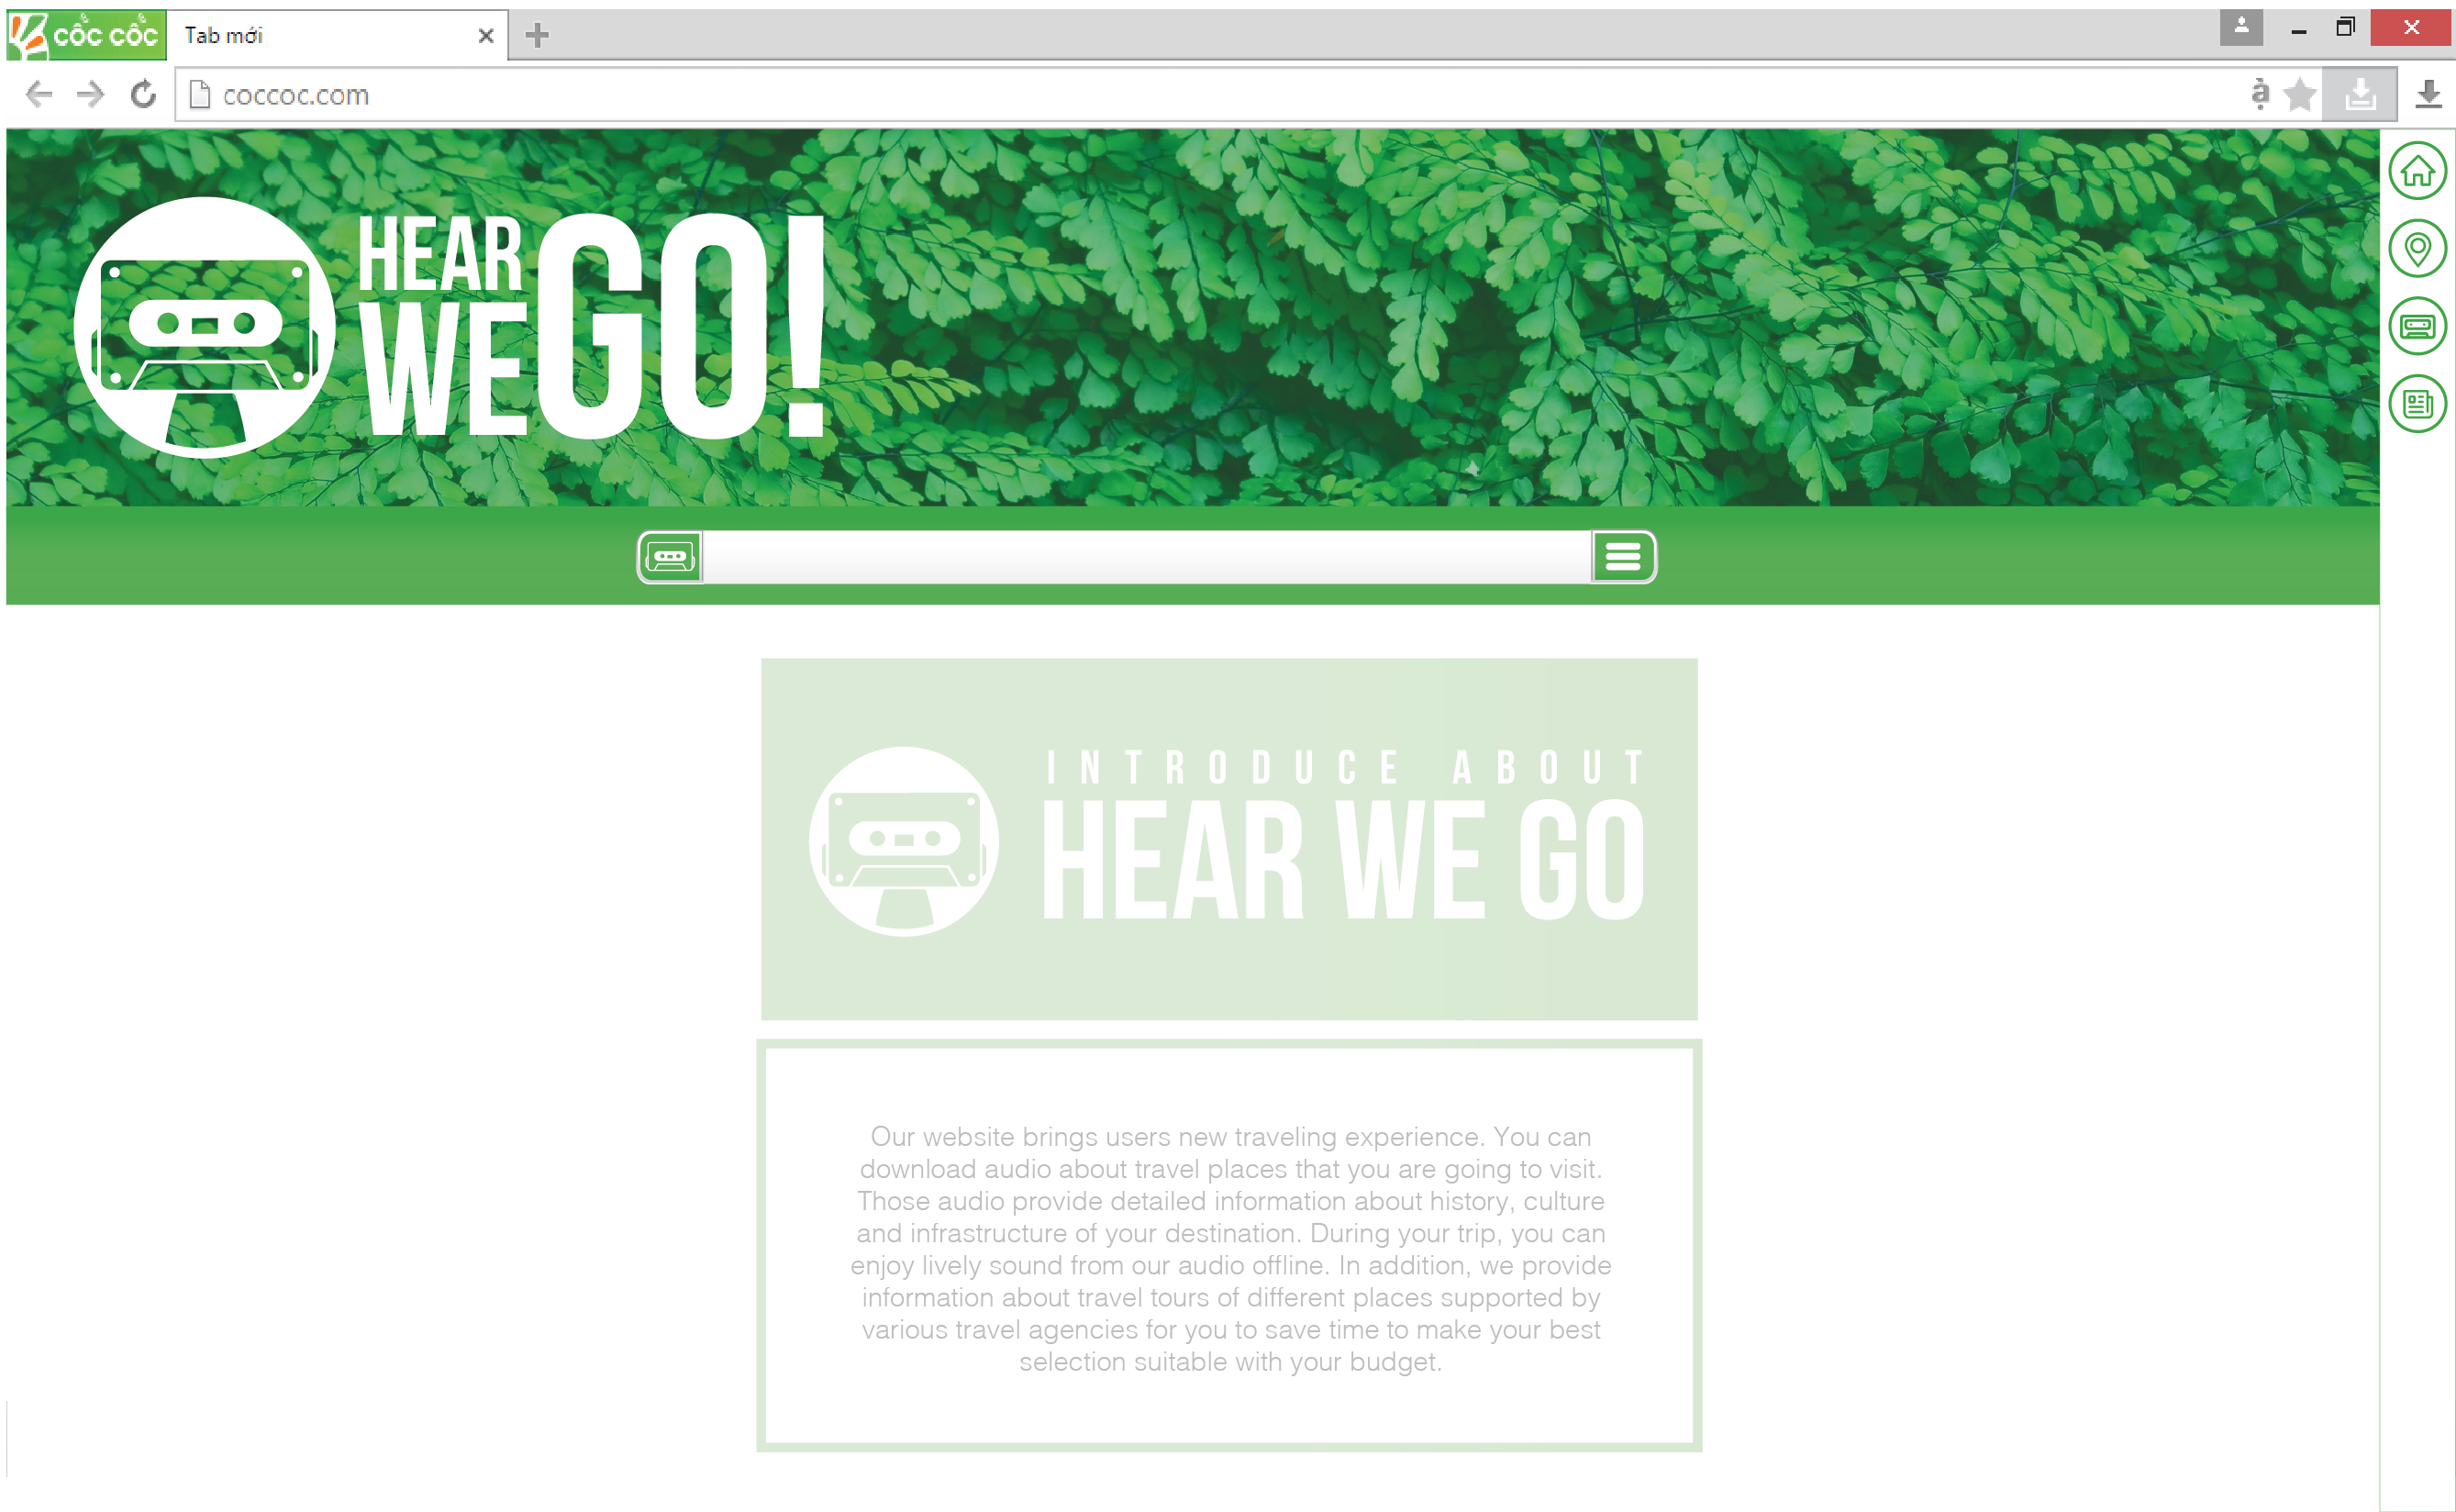 cốc cốc
Tab mới
coccoc.com
ạ̉
HEAR
WE GO!
INTRODUCE ABOUT
HEAR WE GO
Our website brings users new traveling experience. You can
download audio about travel places that you are going to visit.
Those audio provide detailed information about history, culture
and infrastructure of your destination. During your trip, you can
enjoy lively sound from our audio offline. In addition, we provide
information about travel tours of different places supported by
various travel agencies for you to save time to make your best
selection suitable with your budget.